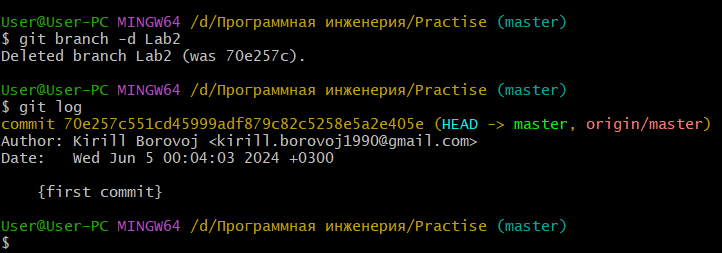 User@User-PC MINGW64 /d/Программная инженерия/Practise (master)
$ git branch -d Lab2
Deleted branch Lab2 (was 70e257c).
User@User-PC MINGW64 /d/Программная инженерия/Practise (master)
$ git log
commit 70e257c551cd45999adf879c82c5258e5a2e405e (HEAD -> master, origin/master)
Author: Kirill Borovoj <kirill.borovoj1990@gmail.com>
Date:   Wed Jun 5 00:04:03 2024 +0300
    {first commit}
User@User-PC MINGW64 /d/Программная инженерия/Practise (master)
$